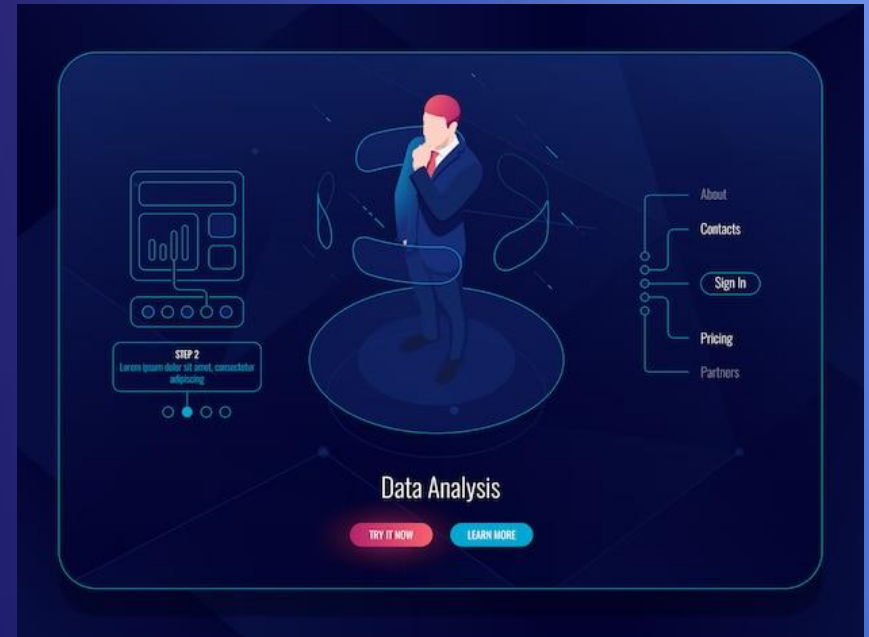 About
Contacts
Sign In
Pricing
Partners
STEP 2
Lorem ipsum dolor sit amet, consectetur
adipiscing
Data Analysis
TRY IT NOW
LEARN MORE